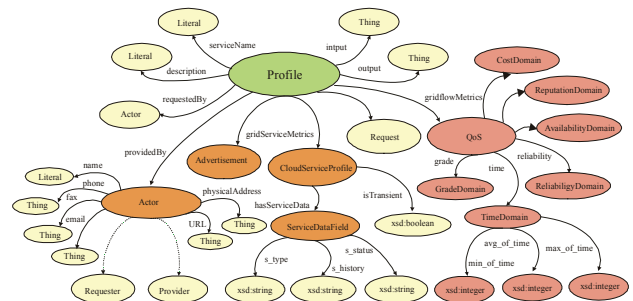 Literal
Thing
serviceName
intput
Literal
Thing
CostDomain
description
output
Profile
ReputationDomain
requestedBy
gridflowMetrics
Actor
AvailabilityDomain
Request
QoS
gridServiceMetrics
providedBy
Advertisement
CloudServiceProfile
grade
time
reliability
name
Literal
phone
physicalAddress
isTransient
GradeDomain
ReliabiligyDomain
Thing
fax
Actor
hasServiceData
email
Thing
URL
Thing
xsd:boolean
TimeDomain
ServiceDataField
Thing
Thing
avg_of_time
max_of_time
s_status
min_of_time
s_type
s_history
Requester
Provider
xsd:string
xsd:string
xsd:string
xsd:integer
xsd:integer
xsd:integer